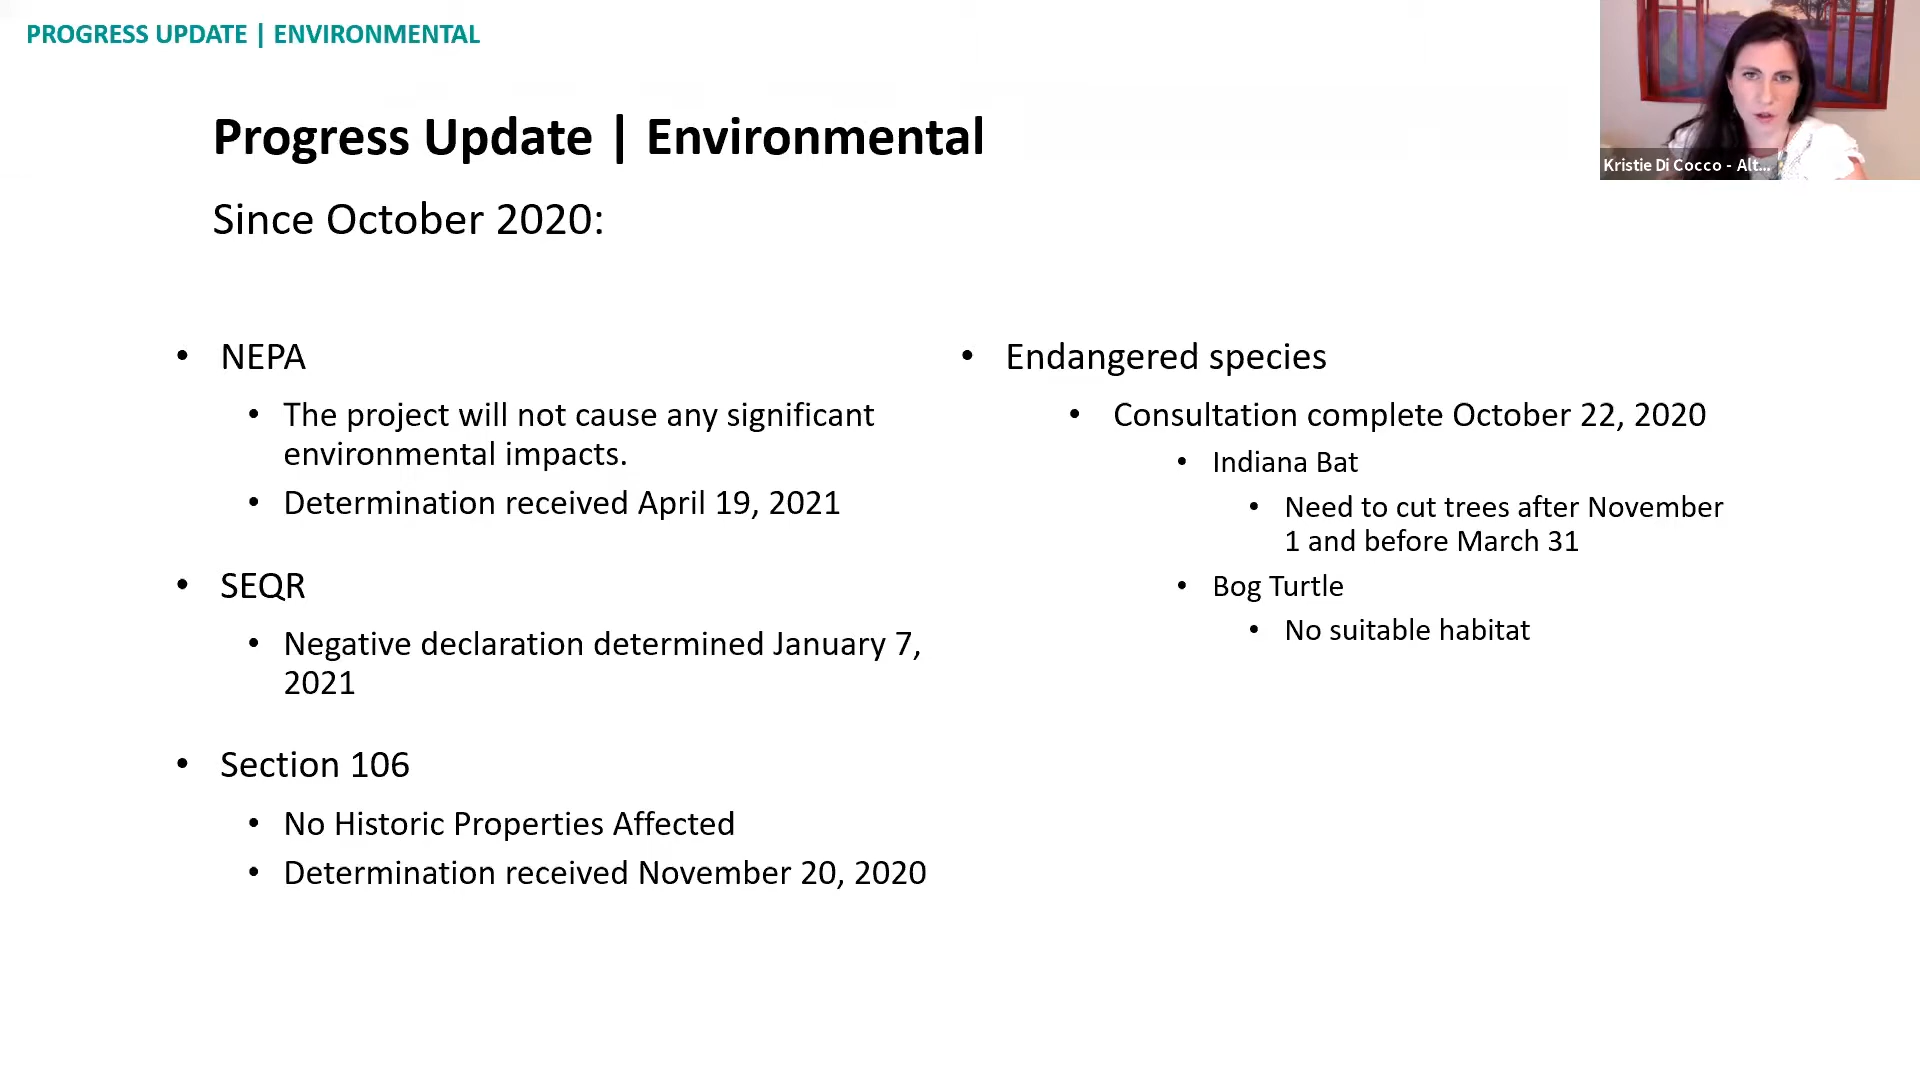 PROGRESS UPDATE | ENVIRONMENTAL
Progress Update | Environmental
Since October 2020:
• NEPA
• The project will not cause any significant
environmental impacts.
• Determination received April 19, 2021
• SEQR
• Negative declaration determined January 7,
2021
• Section 106
• No Historic Properties Affected
• Determination received November 20, 2020
• Endangered species
• Consultation complete October 22, 2020
• Indiana Bat
• Need to cut trees after November
1 and before March 31
• Bog Turtle
• No suitable habitat
Kristie Di Cocco - Alt...